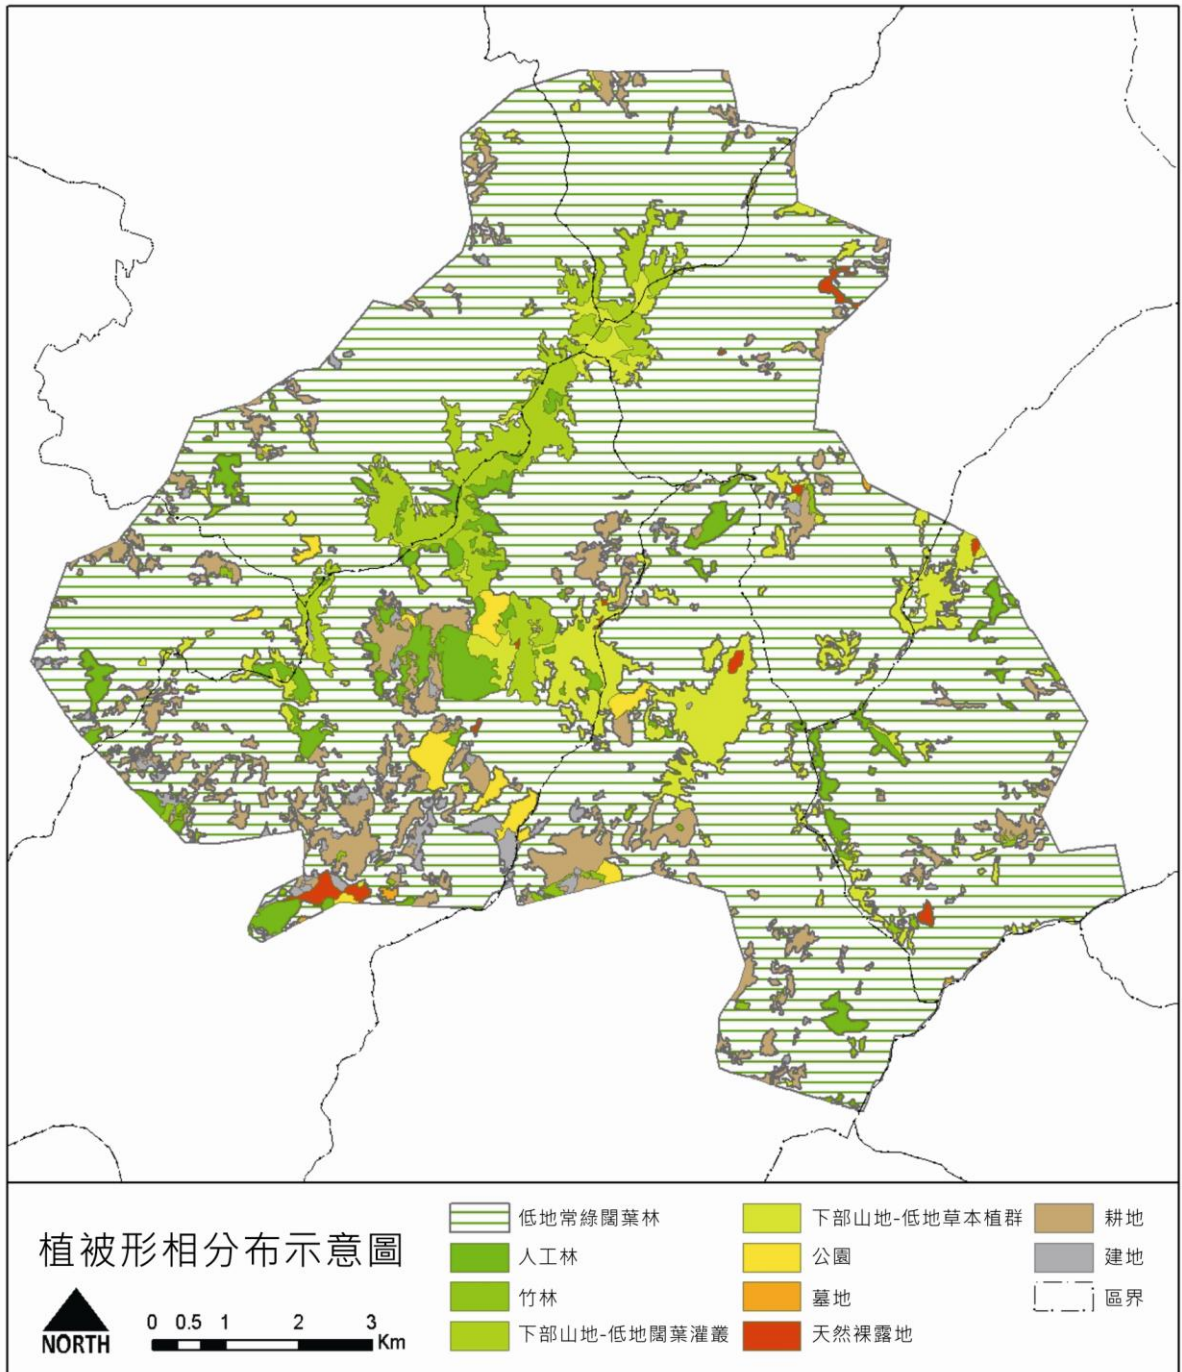 植被形相分布示意圖
NORTH
0 0.5 1 2 3
Km
低地常綠闊葉林
人工林
竹林
下部山地-低地闊葉灌叢
下部山地-低地草本植群
公園
墓地
天然裸露地
耕地
建地
區界